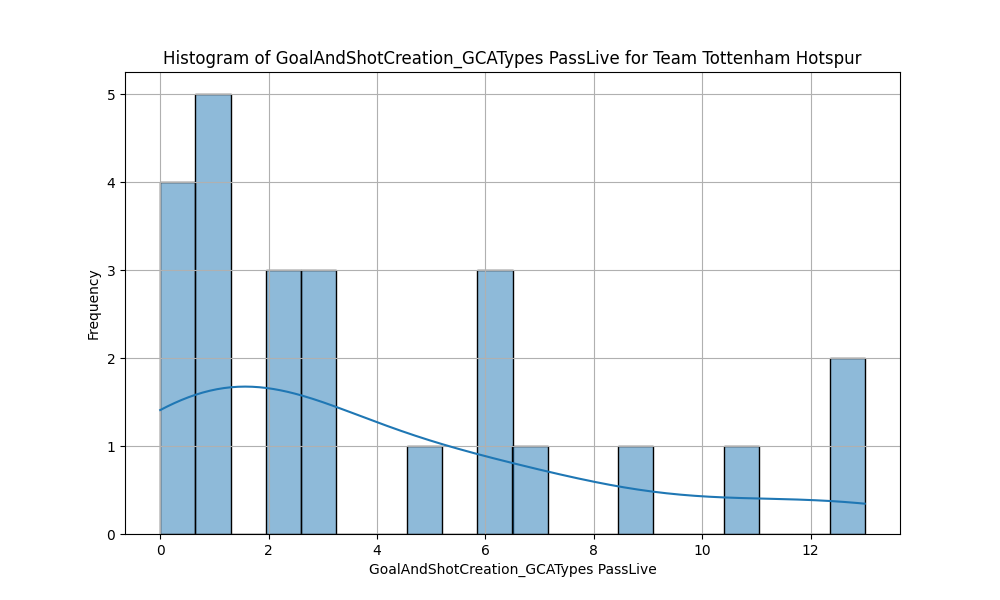 Histogram of GoalAndShotCreation_GCATypes PassLive for Team Tottenham Hotspur
5
4
3
2
1
0
Frequency
0 2 4 6 8 10 12
GoalAndShotCreation_GCATypes PassLive